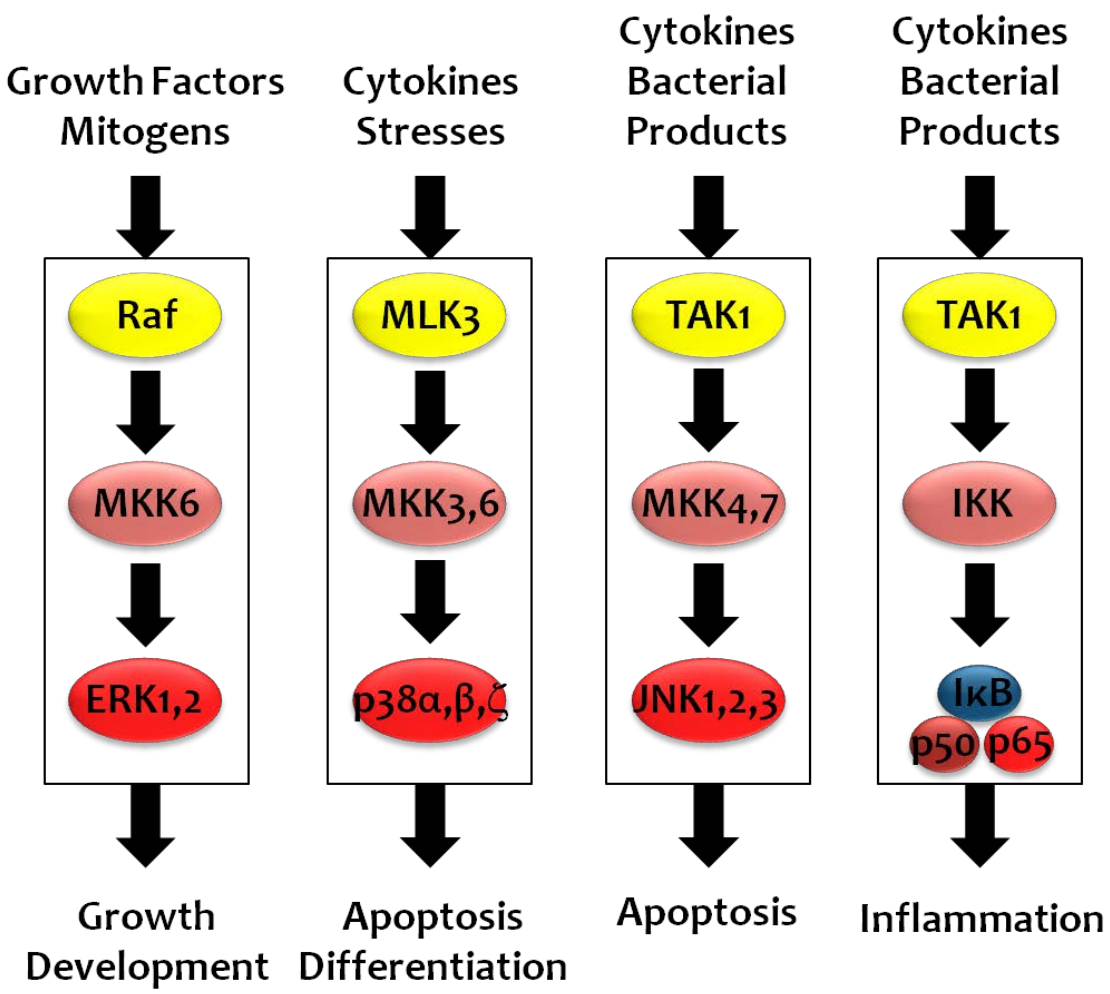 Growth Factors
Mitogens
Raf
MKK6
ERK1,2
Growth
Development
Cytokines
Stresses
MLK3
MKK3,6
p38α,β,ζ
Apoptosis
Differentiation
Cytokines
Bacterial
Products
TAK1
MKK4,7
JNK1,2,3
Apoptosis
Cytokines
Bacterial
Products
TAK1
IKK
IκB
p50 p65
Inflammation